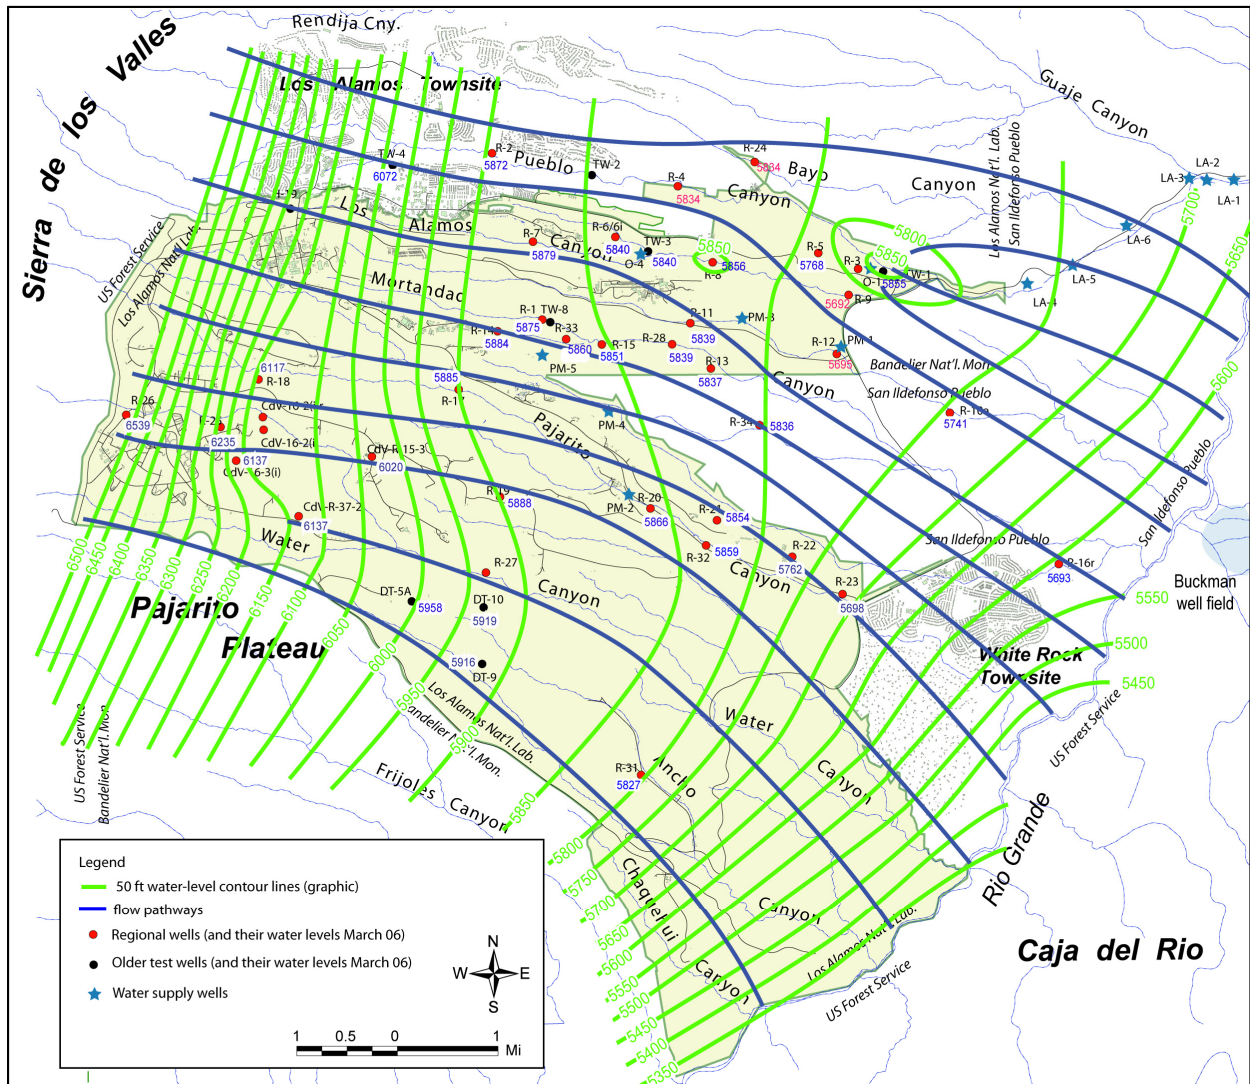 Rendija Cny.
Sierra de los Valles
Los Alamos Townsite
Guaje Canyon
Los Alamos Nat'l. Lab.
San Ildefonso Pueblo
R-2
5872
Pueblo
TW-4
6072
TW-2
R-24
5834
Bayo
Canyon
R-4
5834
Canyon
LA-2
LA-3
LA-1
5700
LA-6
5650
LA-5
LA-4
US Forest Service
Los Alamos Nat'l. Lab.
Los
Alamos
Canyon
R-7
5879
R-6/6i
5840
TW-3
5840
O-4
5850
5856
R-8
R-5
5768
5800
5850
R-3
TW-1
5855
5692
R-9
Mortandad
R-1
TW-8
5875
R-14
5884
R-33
5860
R-15
5851
R-28
5839
R-11
5839
PM-3
R-12
PM-1
5695
PM-5
R-13
5837
Canyon
Bandelier Nat'l. Mon.
San Ildefonso Pueblo
5600
6117
R-18
5885
R-17
R-26
6539
6235
CdV-16-2(i)
6137
CdV-R-15-3
6020
PM-4
Pajarito
R-34
5836
5741
CdV-R-37-2
6137
R-19
5888
PM-2
R-20
5866
R-21
5854
R-32
5859
R-22
5762
Canyon
San Ildefonso Pueblo
San Ildefonso Pueblo
R-16r
5693
Buckman
well field
Water
Canyon
R-27
DT-5A
5958
DT-10
5919
5916
DT-9
R-23
5698
5550
5500
5450
White Rock
Townsite
6500
6450
6400
6350
6300
6250
6200
6150
6100
6050
6000
5950
5900
5850
5800
5750
5700
5650
5600
5550
5500
5450
5400
5350
Pajarito
Plateau
US Forest Service
Bandelier Nat'l. Mon.
Los Alamos Nat'l. Lab.
Bandelier Nat'l. Mon.
Frijoles Canyon
R-31
5827
Ancho
Canyon
Water
Canyon
Chaquehui
Canyon
Los Alamos Nat'l. Lab.
US Forest Service
US Forest Service
Rio Grande
Caja del Rio
Legend
50 ft water-level contour lines (graphic)
flow pathways
Regional wells (and their water levels March 06)
Older test wells (and their water levels March 06)
Water supply wells
N
W E
S
1 0.5 0 1
Mi